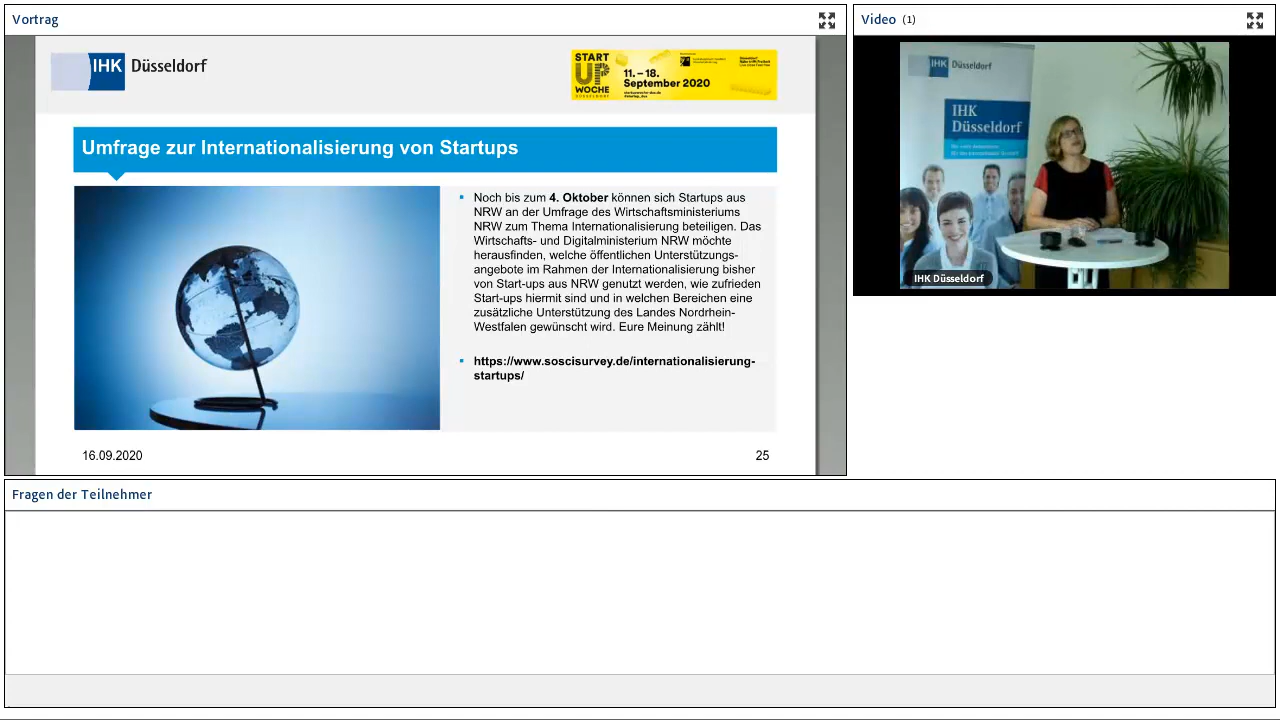 Vortrag
Video (1)
IHK Düsseldorf
START
UP
WOCHE
DÜSSELDORF
11. – 18.
September 2020
Umfrage zur Internationalisierung von Startups
Noch bis zum 4. Oktober können sich Startups aus
NRW an der Umfrage des Wirtschaftsministeriums
NRW zum Thema Internationalisierung beteiligen. Das
Wirtschafts- und Digitalministerium NRW möchte
herausfinden, welche öffentlichen Unterstützungs-
angebote im Rahmen der Internationalisierung bisher
von Start-ups aus NRW genutzt werden, wie zufrieden
Start-ups hiermit sind und in welchen Bereichen eine
zusätzliche Unterstützung des Landes Nordrhein-
Westfalen gewünscht wird. Eure Meinung zählt!
https://www.soscisurvey.de/internationalisierung-
startups/
16.09.2020
25
IHK Düsseldorf
IHK
Düsseldorf
IHK Düsseldorf
Fragen der Teilnehmer